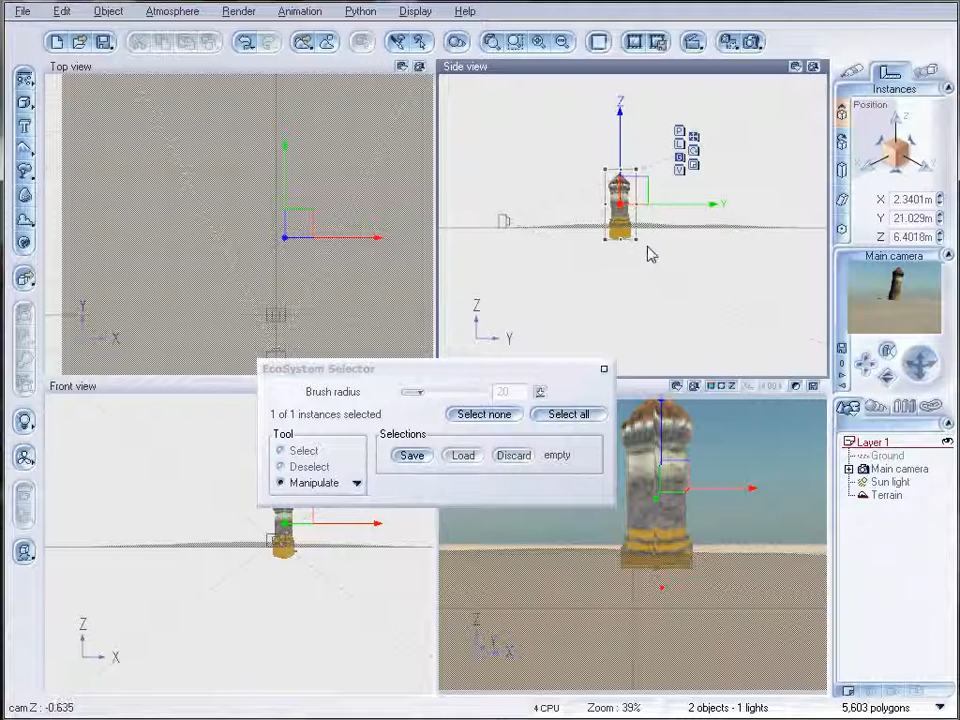 File Edit Object Atmosphere Render Animation Python Display Help
Top view
Side view
Z
Y
P
L
V
Z
Y
Y
X
Instances
Position
Z
X
Y
X 2.3401m
Y 21.029m
Z 6.4018m
Main camera
EcoSystem Selector
Brush radius 20
1 of 1 instances selected Select none Select all
Tool
Selections
Select
Deselect
Manipulate
Save Load Discard empty
Front view
Z
X
Z
Y
X
Layer 1
Ground
Main camera
Sun light
Terrain
cam Z : -0.635
4 CPU
Zoom : 39%
2 objects - 1 lights
5,603 polygons